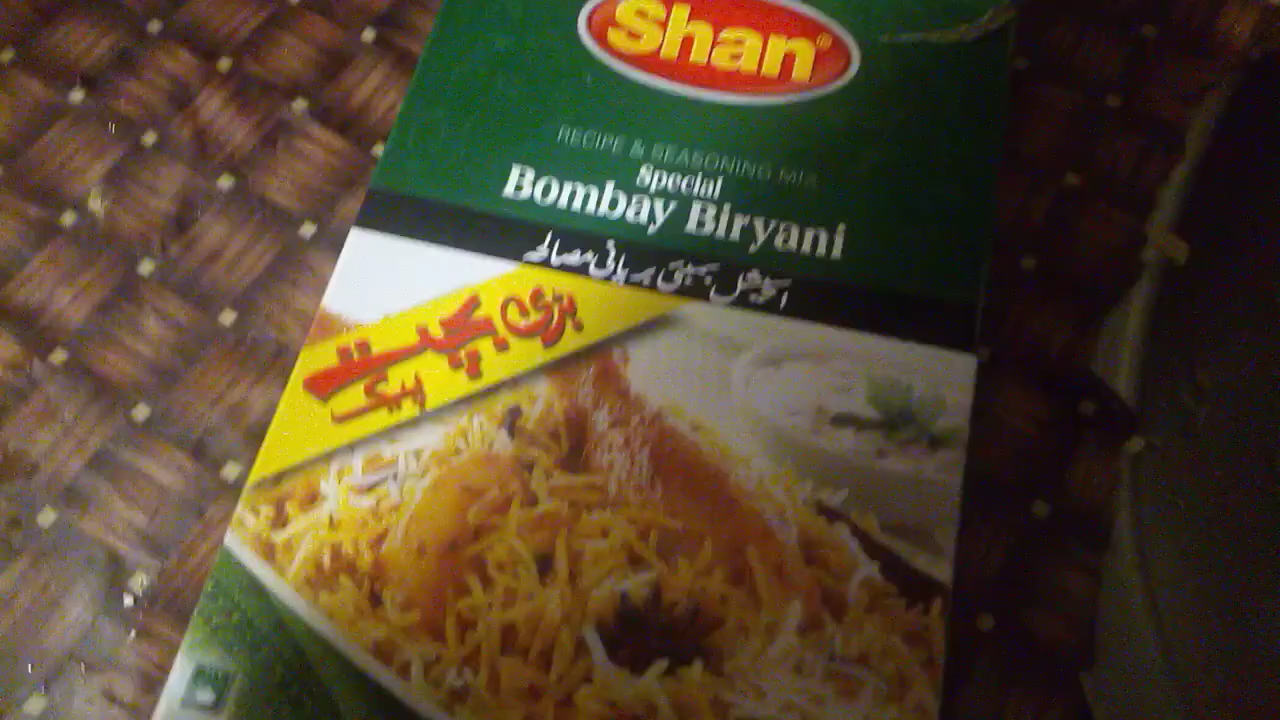 Shan®
RECIPE & SEASONING MIX
Special
Bombay Biryani
اسپیشل بمبئی بریانی مصالحہ
بڑی بچت
پیک